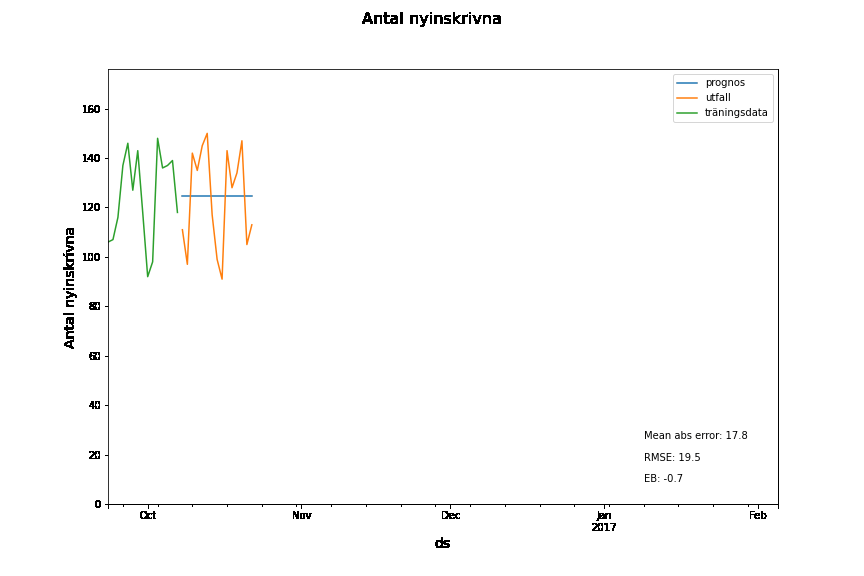 Antal nyinskrivna
prognos
utfall
träningsdata
160
140
120
100
80
60
40
20
0
Antal nyinskrivna
Mean abs error: 17.8
RMSE: 19.5
EB: -0.7
Oct
Nov
Dec
Jan
2017
Feb
ds